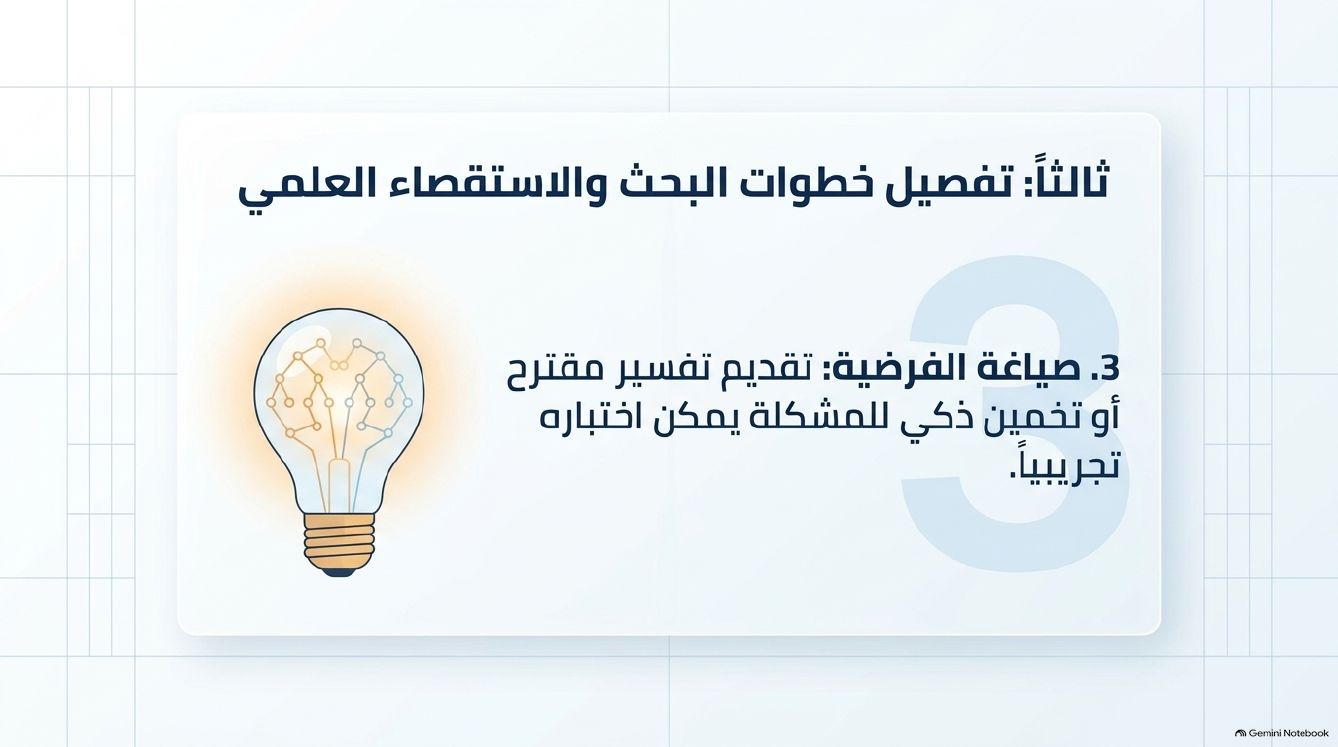 ثالثاً: تفصيل خطوات البحث والاستقصاء العلمي
3
3. صياغة الفرضية: تقديم تفسير مقترح
أو تخمين ذكي للمشكلة يمكن اختباره
تجريبياً.
Gemini Notebook